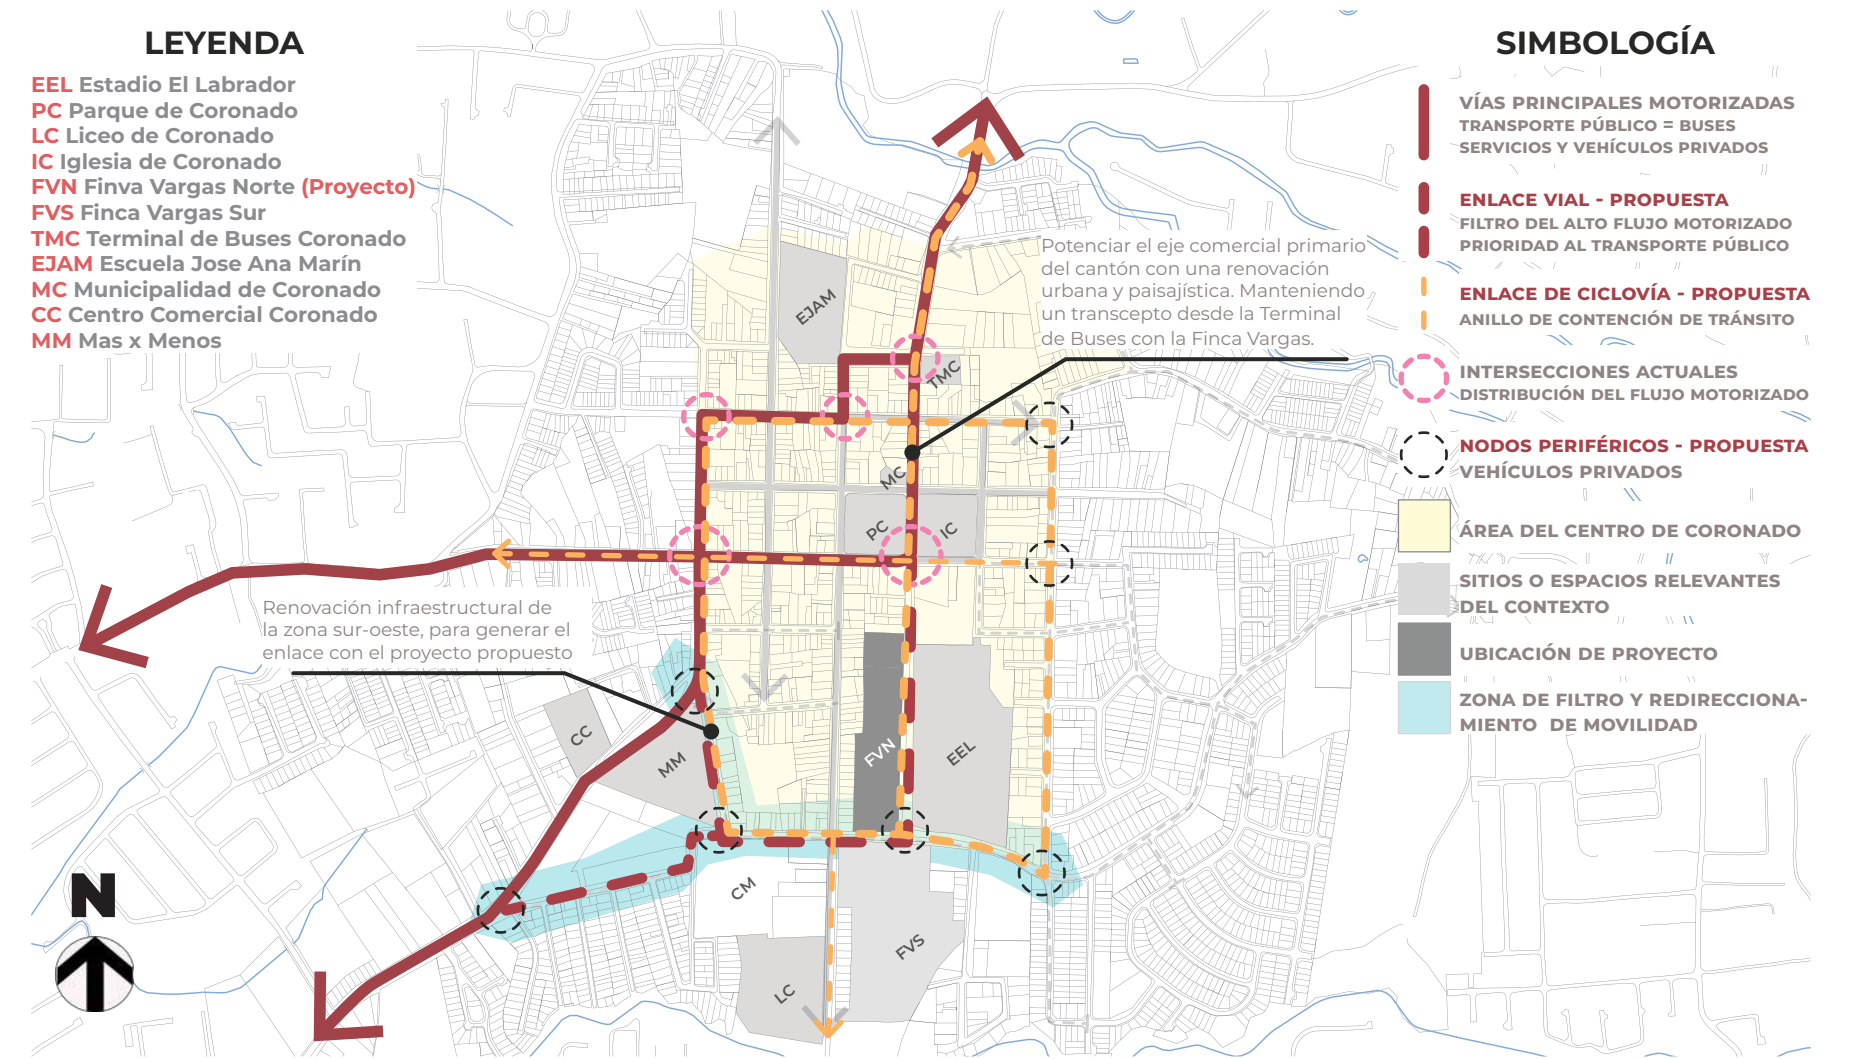 LEYENDA
EEL Estadio El Labrador
PC Parque de Coronado
LC Liceo de Coronado
IC Iglesia de Coronado
FVN Finva Vargas Norte (Proyecto)
FVS Finca Vargas Sur
TMC Terminal de Buses Coronado
EJAM Escuela Jose Ana Marín
MC Municipalidad de Coronado
CC Centro Comercial Coronado
MM Mas x Menos
SIMBOLOGÍA
VÍAS PRINCIPALES MOTORIZADAS
TRANSPORTE PÚBLICO = BUSES
SERVICIOS Y VEHÍCULOS PRIVADOS
ENLACE VIAL - PROPUESTA
FILTRO DEL ALTO FLUJO MOTORIZADO
PRIORIDAD AL TRANSPORTE PÚBLICO
ENLACE DE CICLOVÍA - PROPUESTA
ANILLO DE CONTENCIÓN DE TRÁNSITO
INTERSECCIONES ACTUALES
DISTRIBUCIÓN DEL FLUJO MOTORIZADO
NODOS PERIFÉRICOS - PROPUESTA
VEHÍCULOS PRIVADOS
ÁREA DEL CENTRO DE CORONADO
SITIOS O ESPACIOS RELEVANTES
DEL CONTEXTO
UBICACIÓN DE PROYECTO
ZONA DE FILTRO Y REDIRECCIONA-
MIENTO DE MOVILIDAD
Potenciar el eje comercial primario
del cantón con una renovación
urbana y paisajística. Manteniendo
un transcepto desde la Terminal
de Buses con la Finca Vargas.
Renovación infraestructural de
la zona sur-oeste, para generar el
enlace con el proyecto propuesto
EJAM
TMC
MC
PC
IC
CC
MM
FVN
EEL
CM
FVS
LC
N